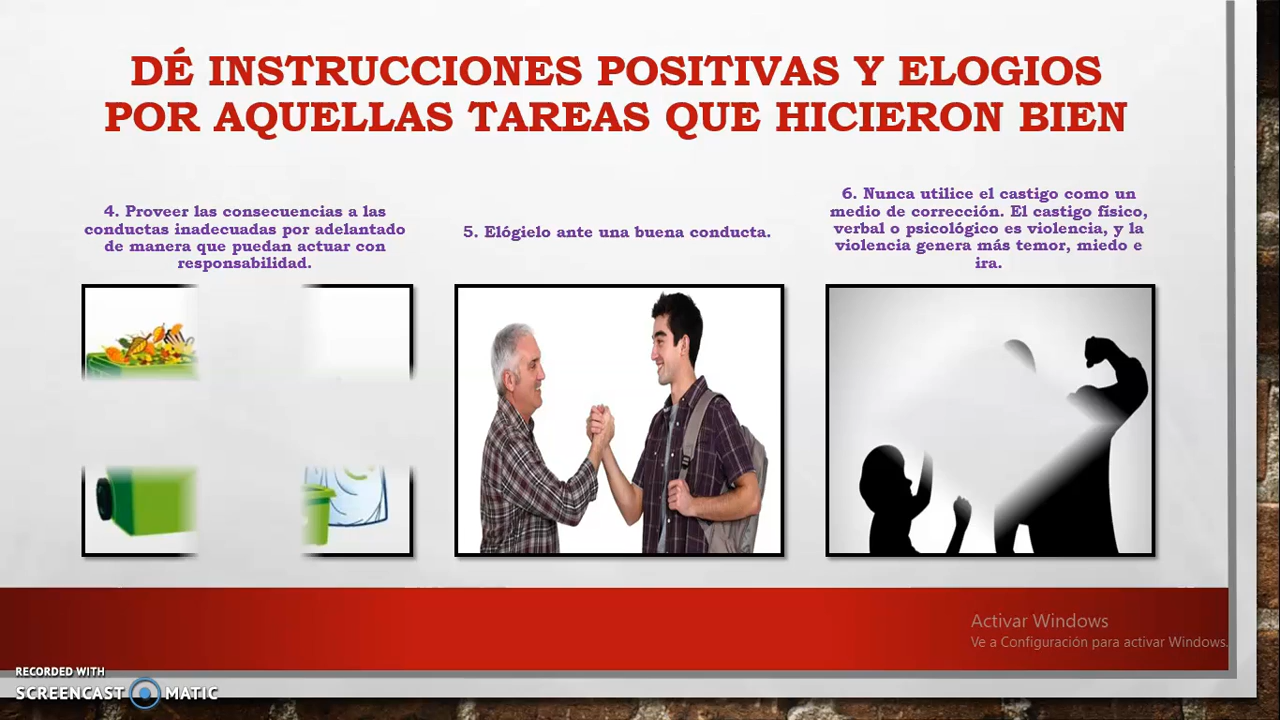 DÉ INSTRUCCIONES POSITIVAS Y ELOGIOS
POR AQUELLAS TAREAS QUE HICIERON BIEN
4. Proveer las consecuencias a las
conductas inadecuadas por adelantado
de manera que puedan actuar con
responsabilidad.
5. Elógielo ante una buena conducta.
6. Nunca utilice el castigo como un
medio de corrección. El castigo físico,
verbal o psicológico es violencia, y la
violencia genera más temor, miedo e
ira.
Activar Windows
Ve a Configuración para activar Windows.
RECORDED WITH
SCREENCAST MATIC